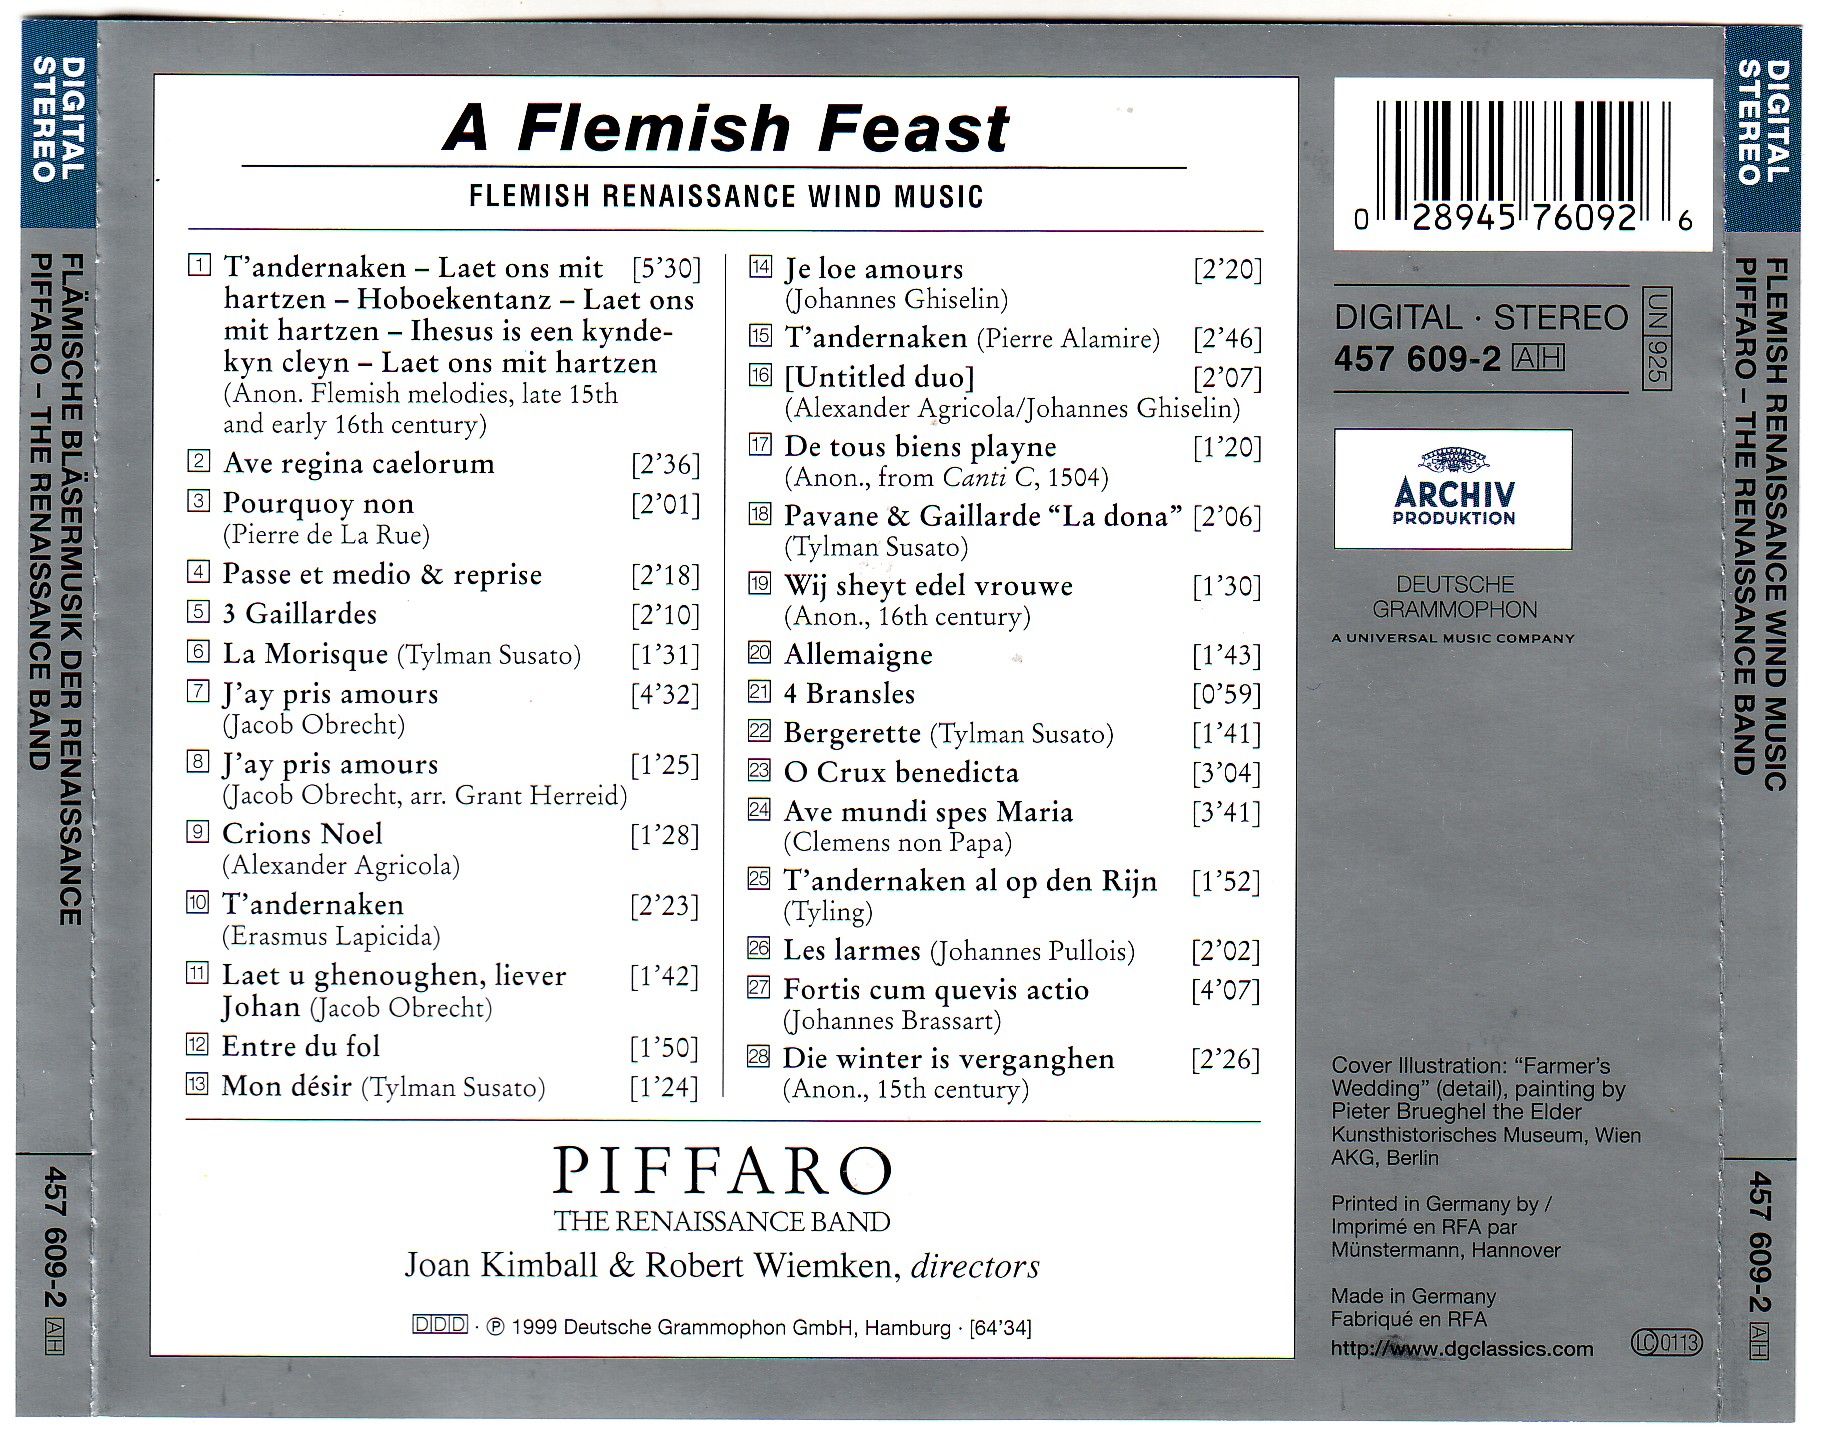 DIGITAL
STEREO
FLÄMISCHE BLÄSERMUSIK DER RENAISSANCE
PIFFARO – THE RENAISSANCE BAND
457 609-2 AH
A Flemish Feast
FLEMISH RENAISSANCE WIND MUSIC
1 T’andernaken – Laet ons mit [5’30]
hartzen – Hoboekentanz – Laet ons
mit hartzen – Ihesus is een kynde-
kyn cleyn – Laet ons mit hartzen
(Anon. Flemish melodies, late 15th
and early 16th century)
2 Ave regina caelorum [2’36]
3 Pourquoy non [2’01]
(Pierre de La Rue)
4 Passe et medio & reprise [2’18]
5 3 Gaillardes [2’10]
6 La Morisque (Tylman Susato) [1’31]
7 J’ay pris amours [4’32]
(Jacob Obrecht)
8 J’ay pris amours [1’25]
(Jacob Obrecht, arr. Grant Herreid)
9 Crions Noel [1’28]
(Alexander Agricola)
10 T’andernaken [2’23]
(Erasmus Lapicida)
11 Laet u ghenoughen, liever [1’42]
Johan (Jacob Obrecht)
12 Entre du fol [1’50]
13 Mon désir (Tylman Susato) [1’24]
14 Je loe amours [2’20]
(Johannes Ghiselin)
15 T’andernaken (Pierre Alamire) [2’46]
16 [Untitled duo] [2’07]
(Alexander Agricola/Johannes Ghiselin)
17 De tous biens playne [1’20]
(Anon., from Canti C, 1504)
18 Pavane & Gaillarde “La dona” [2’06]
(Tylman Susato)
19 Wij sheyt edel vrouwe [1’30]
(Anon., 16th century)
20 Allemaigne [1’43]
21 4 Bransles [0’59]
22 Bergerette (Tylman Susato) [1’41]
23 O Crux benedicta [3’04]
24 Ave mundi spes Maria [3’41]
(Clemens non Papa)
25 T’andernaken al op den Rijn [1’52]
(Tyling)
26 Les larmes (Johannes Pullois) [2’02]
27 Fortis cum quevis actio [4’07]
(Johannes Brassart)
28 Die winter is verganghen [2’26]
(Anon., 15th century)
PIFFARO
THE RENAISSANCE BAND
Joan Kimball & Robert Wiemken, directors
DDD · ℗ 1999 Deutsche Grammophon GmbH, Hamburg · [64’34]
0 28945 76092 6
DIGITAL · STEREO
457 609-2 AH
UN 925
ARCHIV
PRODUKTION
DEUTSCHE
GRAMMOPHON
A UNIVERSAL MUSIC COMPANY
Cover Illustration: “Farmer’s
Wedding” (detail), painting by
Pieter Brueghel the Elder
Kunsthistorisches Museum, Wien
AKG, Berlin
Printed in Germany by /
Imprimé en RFA par
Münstermann, Hannover
Made in Germany
Fabriqué en RFA
http://www.dgclassics.com
LC 0113
DIGITAL
STEREO
FLEMISH RENAISSANCE WIND MUSIC
PIFFARO – THE RENAISSANCE BAND
457 609-2 AH